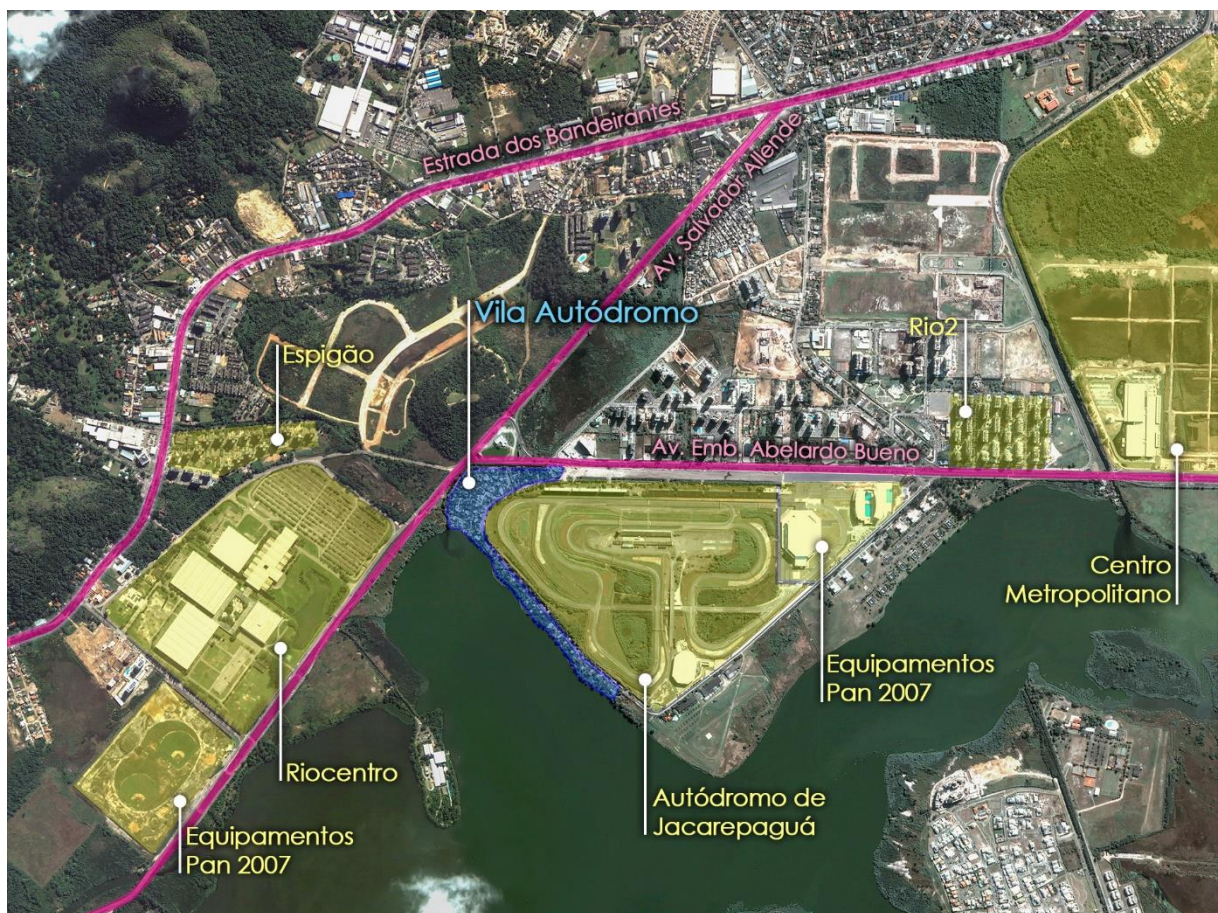 Estrada dos Bandeirantes
Av. Salvador Allende
Vila Autódromo
Espigão
Rio2
Av. Emb. Abelardo Bueno
Centro
Metropolitano
Equipamentos
Pan 2007
Riocentro
Autódromo de
Jacarepaguá
Equipamentos
Pan 2007